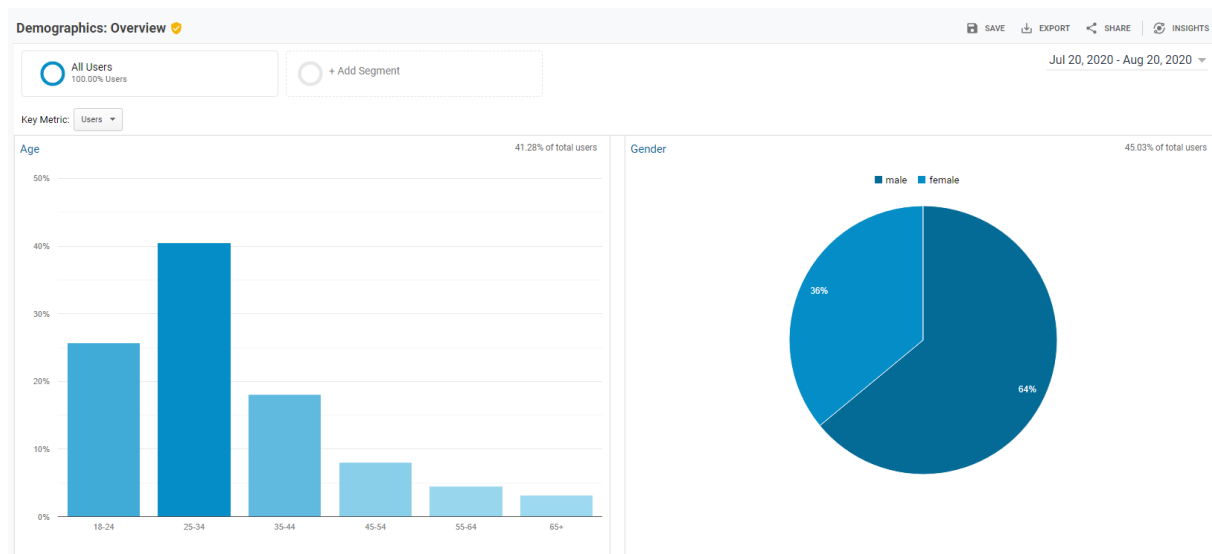 Demographics: Overview
SAVE EXPORT SHARE INSIGHTS
All Users
100.00% Users
+ Add Segment
Jul 20, 2020 - Aug 20, 2020
Key Metric: Users
Age
41.28% of total users
50%
40%
30%
20%
10%
0%
18-24 25-34 35-44 45-54 55-64 65+
Gender
45.03% of total users
male female
36%
64%